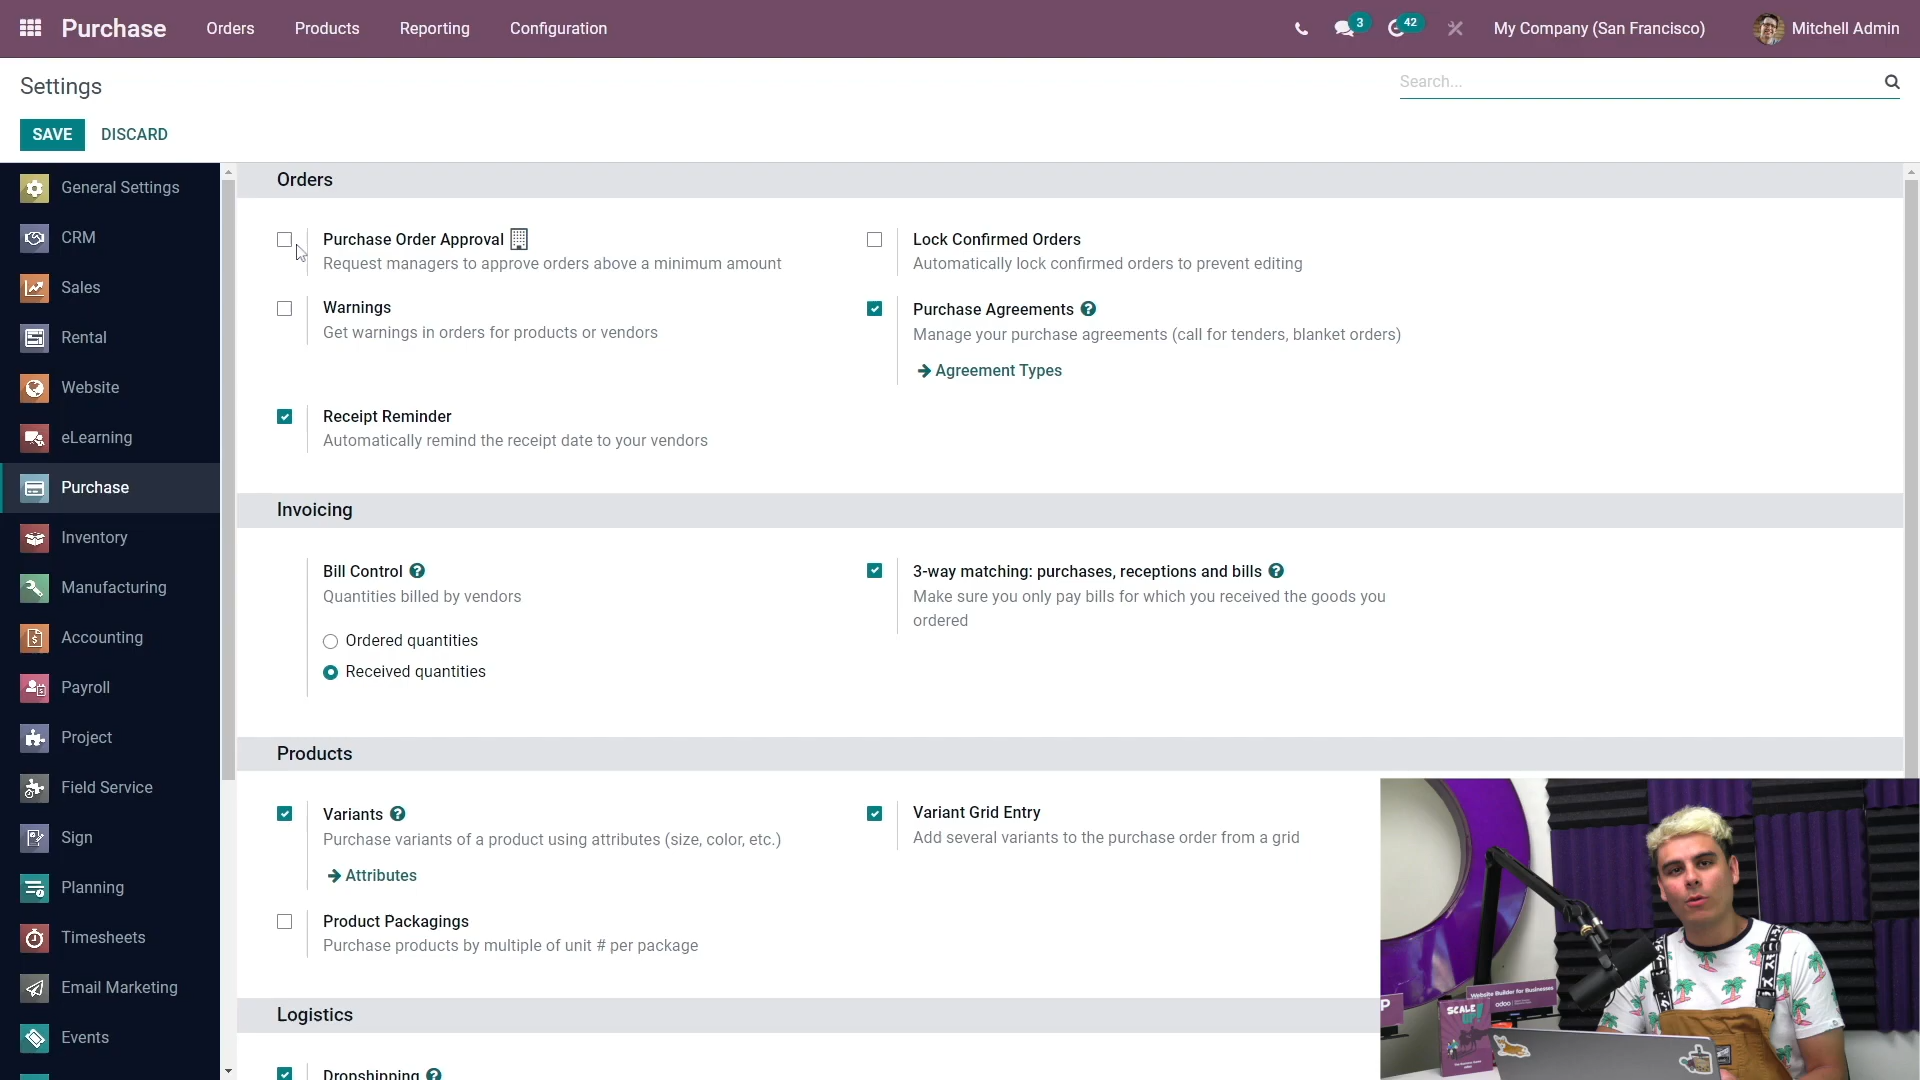 Purchase Orders Products Reporting Configuration 3 42 My Company (San Francisco) Mitchell Admin
Settings
Search...
SAVE DISCARD
General Settings
CRM
Sales
Rental
Website
eLearning
Purchase
Inventory
Manufacturing
Accounting
Payroll
Project
Field Service
Sign
Planning
Timesheets
Email Marketing
Events
Orders
Purchase Order Approval
Request managers to approve orders above a minimum amount
Lock Confirmed Orders
Automatically lock confirmed orders to prevent editing
Warnings
Get warnings in orders for products or vendors
Purchase Agreements
Manage your purchase agreements (call for tenders, blanket orders)
Agreement Types
Receipt Reminder
Automatically remind the receipt date to your vendors
Invoicing
Bill Control
Quantities billed by vendors
Ordered quantities
Received quantities
3-way matching: purchases, receptions and bills
Make sure you only pay bills for which you received the goods you
ordered
Products
Variants
Purchase variants of a product using attributes (size, color, etc.)
Attributes
Variant Grid Entry
Add several variants to the purchase order from a grid
Product Packagings
Purchase products by multiple of unit # per package
Logistics
Dropshipping
Website Builder for Businesses
odoo
SCALE
UP!